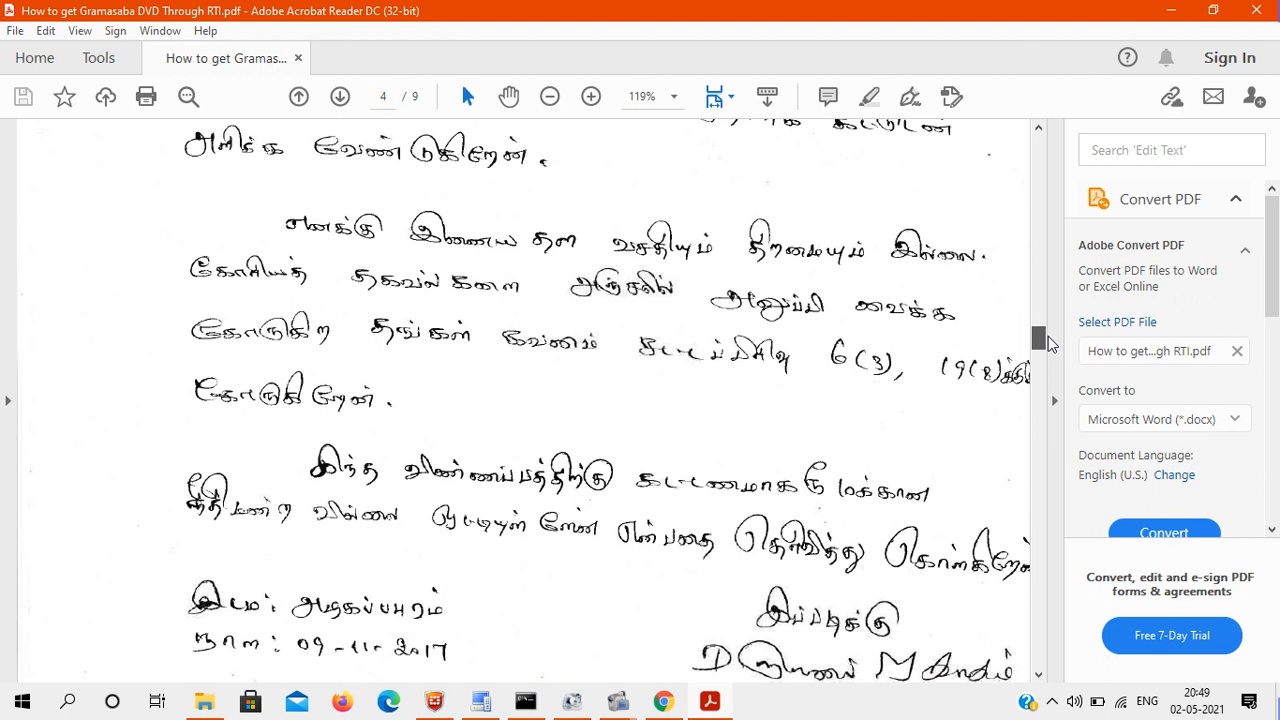 How to get Gramasaba DVD Through RTI.pdf - Adobe Acrobat Reader DC (32-bit)
File Edit View Sign Window Help
Home Tools How to get Gramas... × Sign In
4 / 9 119%
அளிக்க வேண்டுகிறேன்.
எனக்கு இணைய தள வசதியும் திறமையும் இல்லை.
கோரிய தகவல்களை அஞ்சலில் அனுப்பி வைக்க
கோருகிற தங்கள் கவனம் சட்டப்பிரிவு 6(3), 19(8)க்கும்
கோருகிறேன்.
இந்த விண்ணப்பத்திற்கு கட்டணமாக ரூ மக்கான
நீதிமன்ற வில்லை ஒட்டியுள்ளேன் என்பதை தெரிவித்து கொள்கிறேன்
இடம்: அழகப்பபுரம்
நாள்: 09-11-2017
இப்படிக்கு
Search 'Edit Text'
Convert PDF
Adobe Convert PDF
Convert PDF files to Word
or Excel Online
Select PDF File
How to get...gh RTI.pdf ×
Convert to
Microsoft Word (*.docx)
Document Language:
English (U.S.) Change
Convert
Convert, edit and e-sign PDF
forms & agreements
Free 7-Day Trial
ENG
20:49
02-05-2021